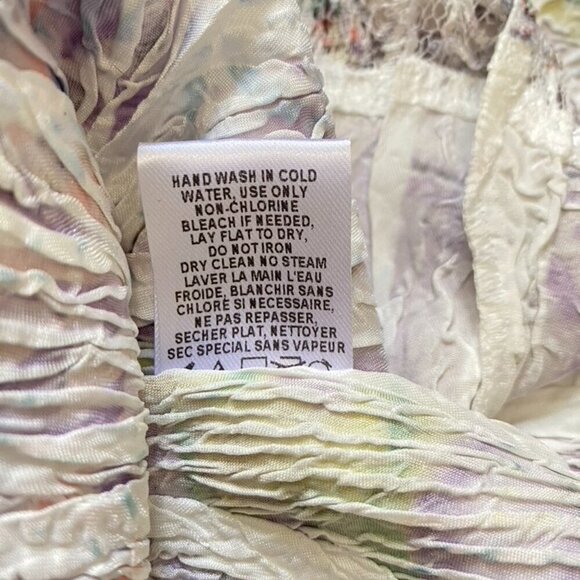 HAND WASH IN COLD
WATER, USE ONLY
NON-CHLORINE
BLEACH IF NEEDED,
LAY FLAT TO DRY,
DO NOT IRON
DRY CLEAN NO STEAM
LAVER LA MAIN L'EAU
FROIDE, BLANCHIR SANS
CHLORE SI NECESSAIRE,
NE PAS REPASSER,
SECHER PLAT, NETTOYER
SEC SPECIAL SANS VAPEUR